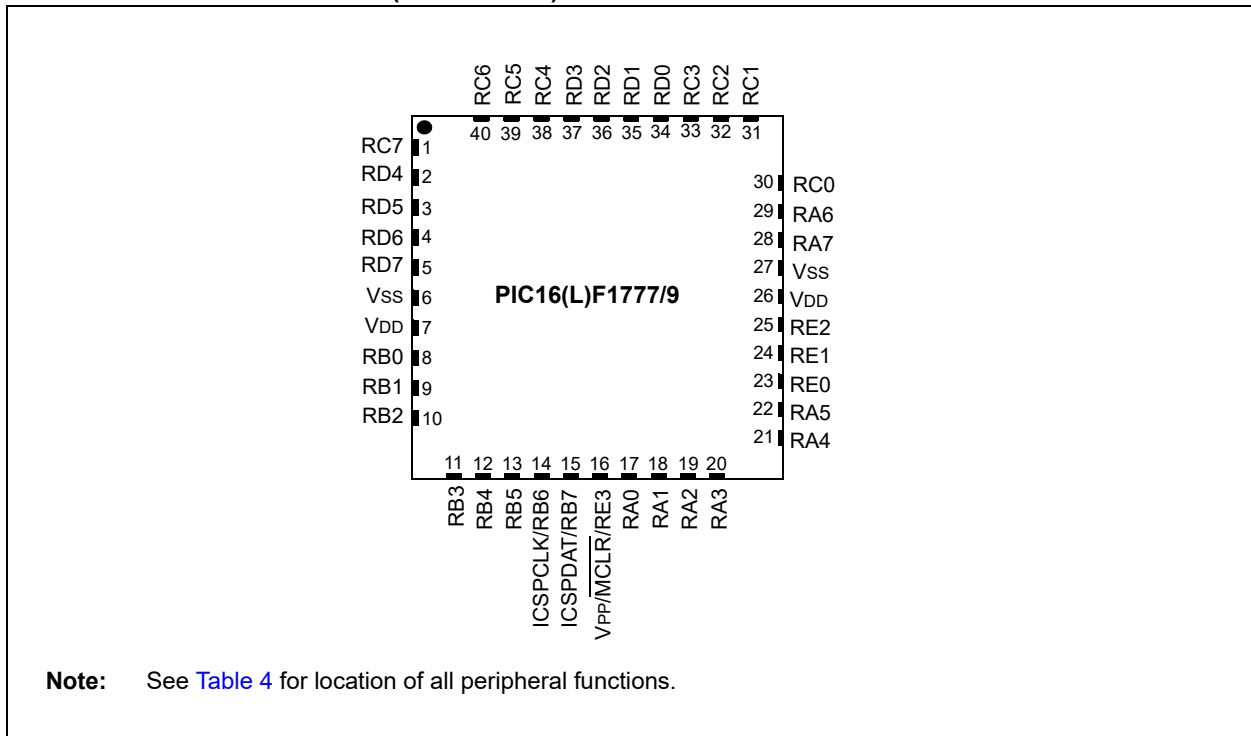 RC6 RC5 RC4 RD3 RD2 RD1 RD0 RC3 RC2 RC1
40 39 38 37 36 35 34 33 32 31
RC7 1
RD4 2
RD5 3
RD6 4
RD7 5
VSS 6
VDD 7
RB0 8
RB1 9
RB2 10
PIC16(L)F1777/9
30 RC0
29 RA6
28 RA7
27 VSS
26 VDD
25 RE2
24 RE1
23 RE0
22 RA5
21 RA4
11 12 13 14 15 16 17 18 19 20
RB3 RB4 RB5 ICSPCLK/RB6 ICSPDAT/RB7 VPP/MCLR/RE3 RA0 RA1 RA2 RA3
Note: See Table 4 for location of all peripheral functions.